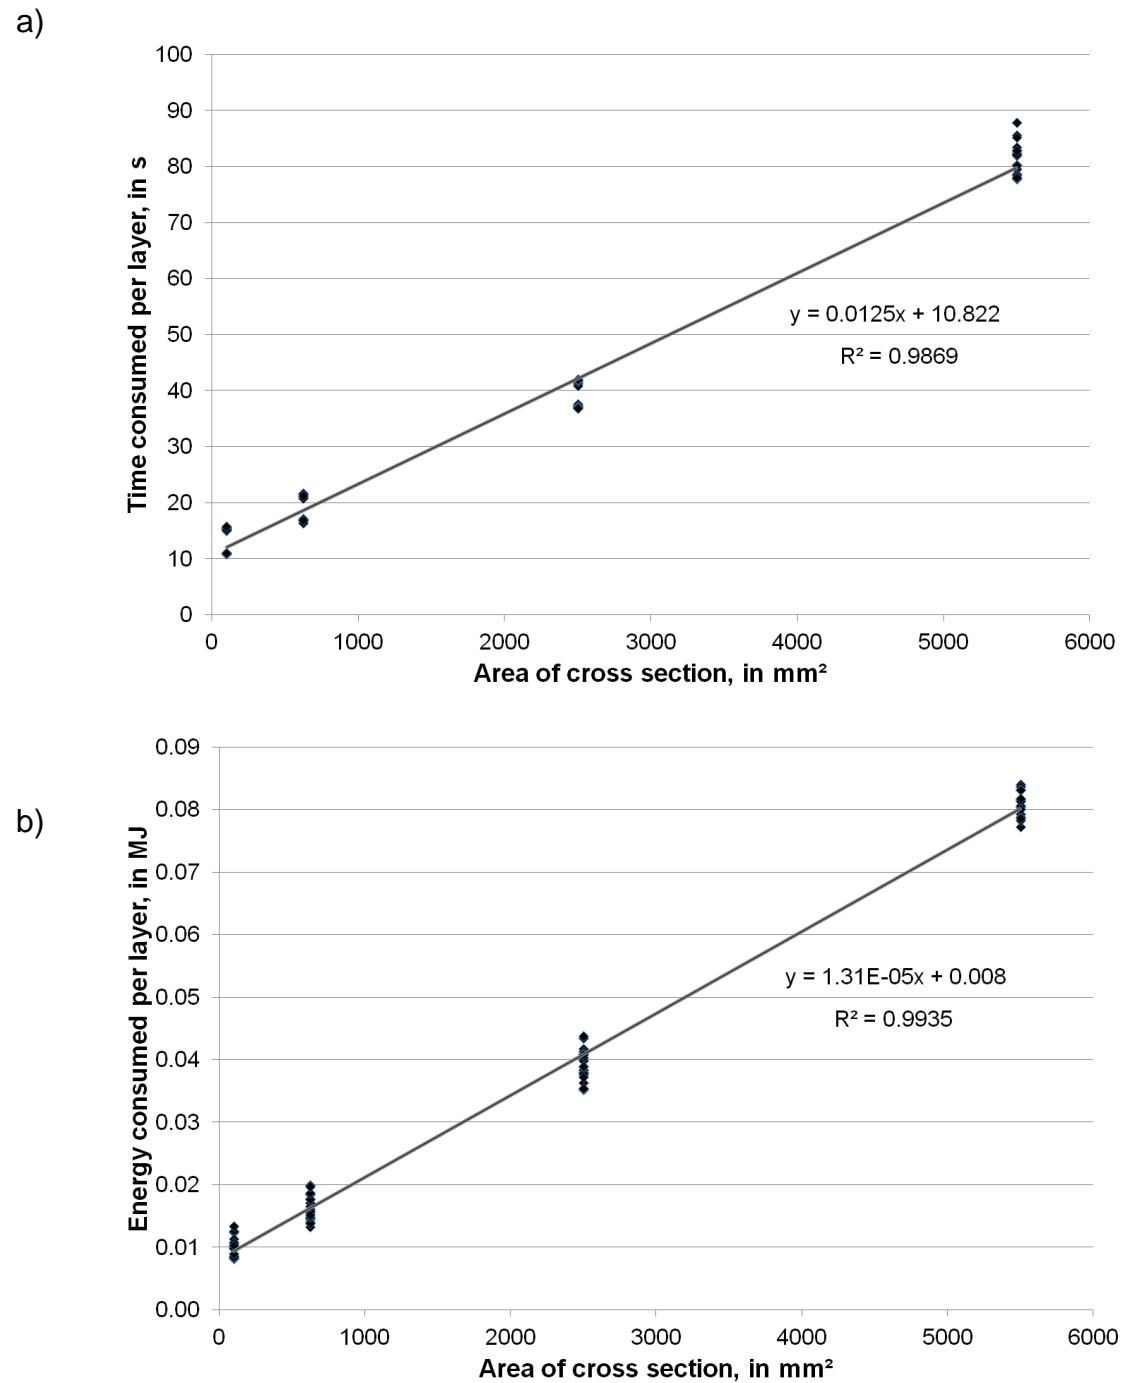 a)
100
90
80
70
60
50
40
30
20
10
0
Time consumed per layer, in s
y = 0.0125x + 10.822
R² = 0.9869
0 1000 2000 3000 4000 5000 6000
Area of cross section, in mm²
b)
0.09
0.08
0.07
0.06
0.05
0.04
0.03
0.02
0.01
0.00
Energy consumed per layer, in MJ
y = 1.31E-05x + 0.008
R² = 0.9935
0 1000 2000 3000 4000 5000 6000
Area of cross section, in mm²